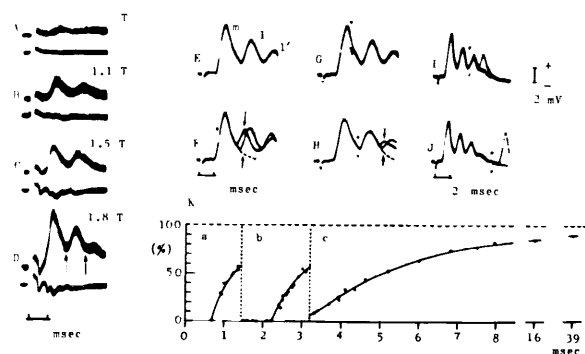 A T
B 1.1 T
C 1.5 T
D 1.8 T
msec
E m 1 1'
G
I
+
-
2 mV
F
H
J
msec
2 msec
K
100
(%)
50
0
a b c
0 1 2 3 4 5 6 7 8 16 39
msec